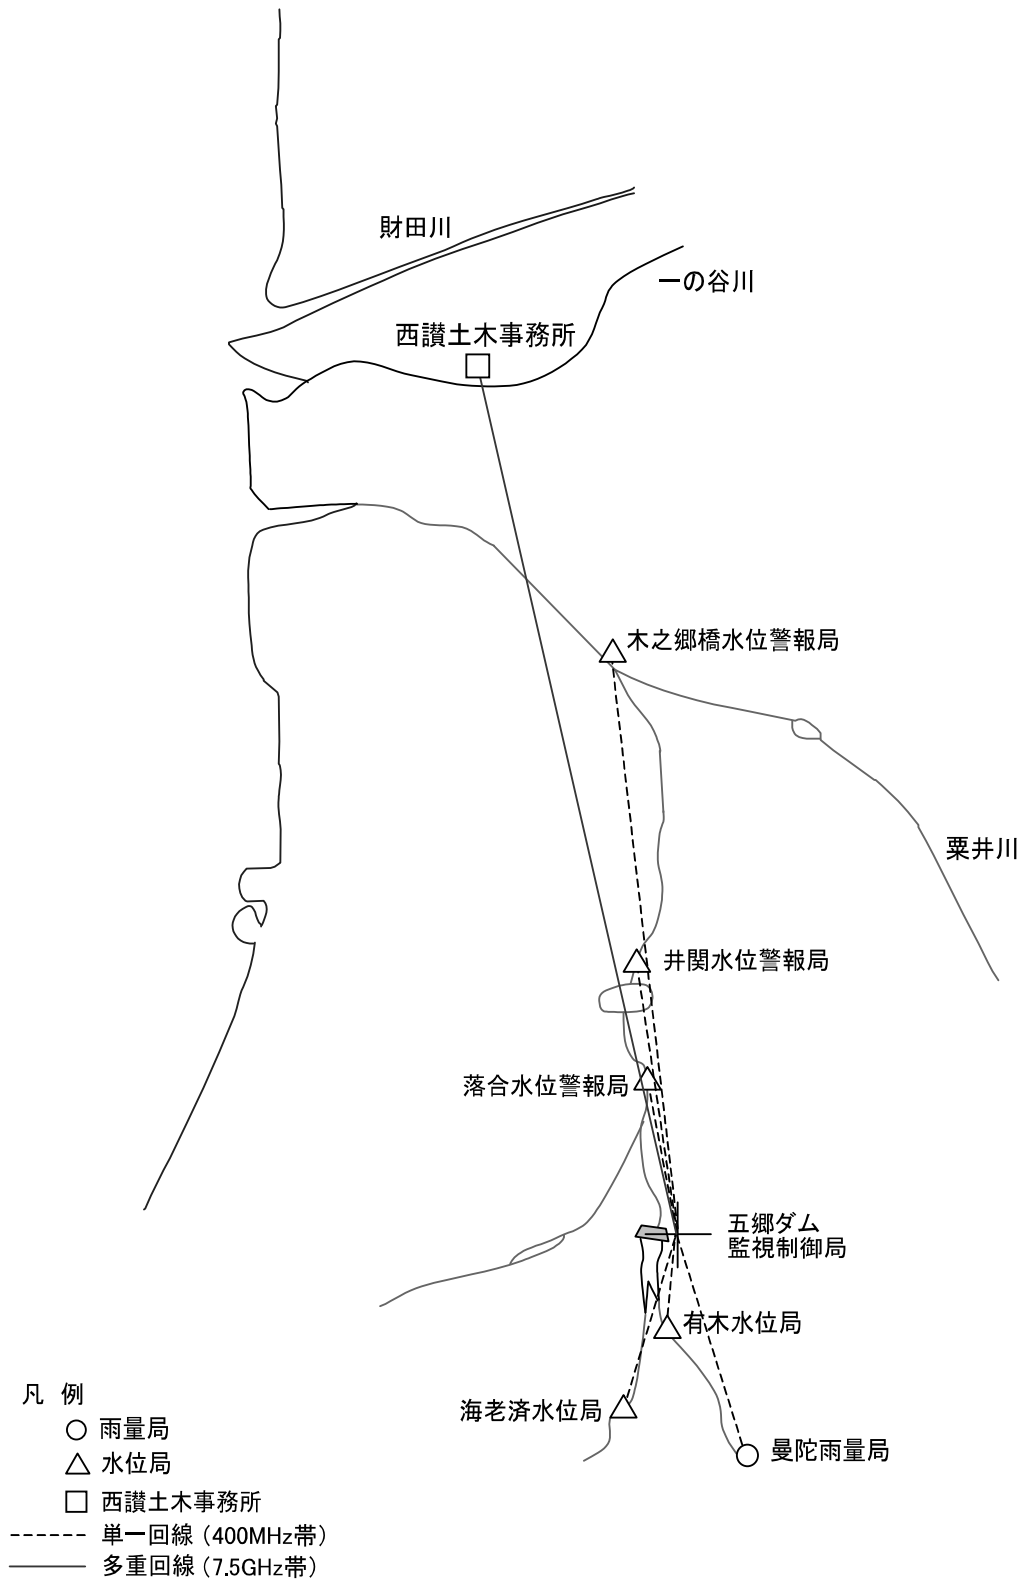 財田川
一の谷川
西讃土木事務所
木之郷橋水位警報局
粟井川
井関水位警報局
落合水位警報局
五郷ダム
監視制御局
有木水位局
海老済水位局
曼陀雨量局
凡 例
雨量局
水位局
西讃土木事務所
単一回線（400MHz帯）
多重回線（7.5GHz帯）